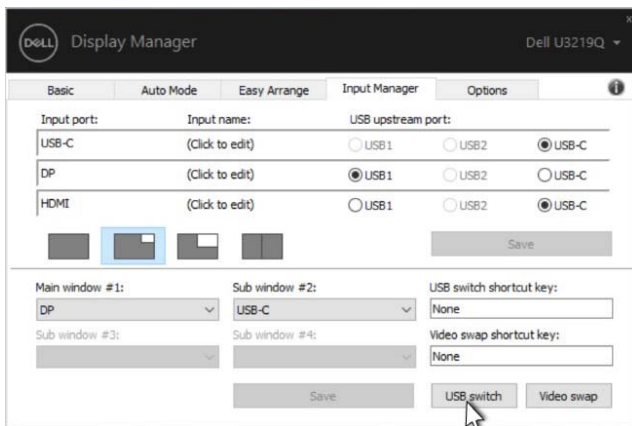 DELL Display Manager Dell U3219Q
Basic Auto Mode Easy Arrange Input Manager Options
Input port: Input name: USB upstream port:
USB-C (Click to edit) USB1 USB2 USB-C
DP (Click to edit) USB1 USB2 USB-C
HDMI (Click to edit) USB1 USB2 USB-C
Save
Main window #1: Sub window #2: USB switch shortcut key:
DP USB-C None
Sub window #3: Sub window #4: Video swap shortcut key:
None
Save USB switch Video swap